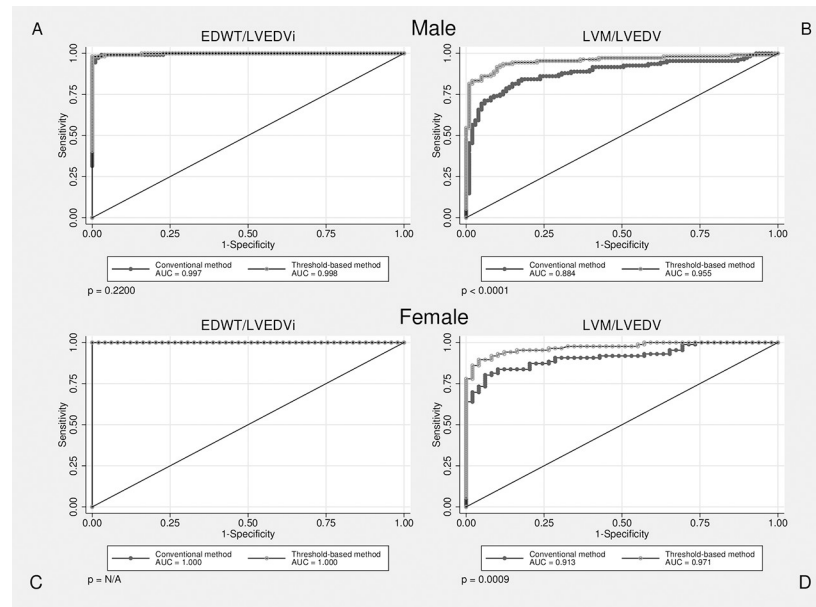 A
Male
B
EDWT/LVEDVi
LVM/LVEDV
Sensitivity
1.00
0.75
0.50
0.25
0.00
0.00 0.25 0.50 0.75 1.00
1-Specificity
Conventional method
AUC = 0.997
Threshold-based method
AUC = 0.998
p = 0.2200
Sensitivity
1.00
0.75
0.50
0.25
0.00
0.00 0.25 0.50 0.75 1.00
1-Specificity
Conventional method
AUC = 0.884
Threshold-based method
AUC = 0.955
p < 0.0001
Female
EDWT/LVEDVi
LVM/LVEDV
Sensitivity
1.00
0.75
0.50
0.25
0.00
0.00 0.25 0.50 0.75 1.00
1-Specificity
Conventional method
AUC = 1.000
Threshold-based method
AUC = 1.000
p = N/A
C
Sensitivity
1.00
0.75
0.50
0.25
0.00
0.00 0.25 0.50 0.75 1.00
1-Specificity
Conventional method
AUC = 0.913
Threshold-based method
AUC = 0.971
p = 0.0009
D